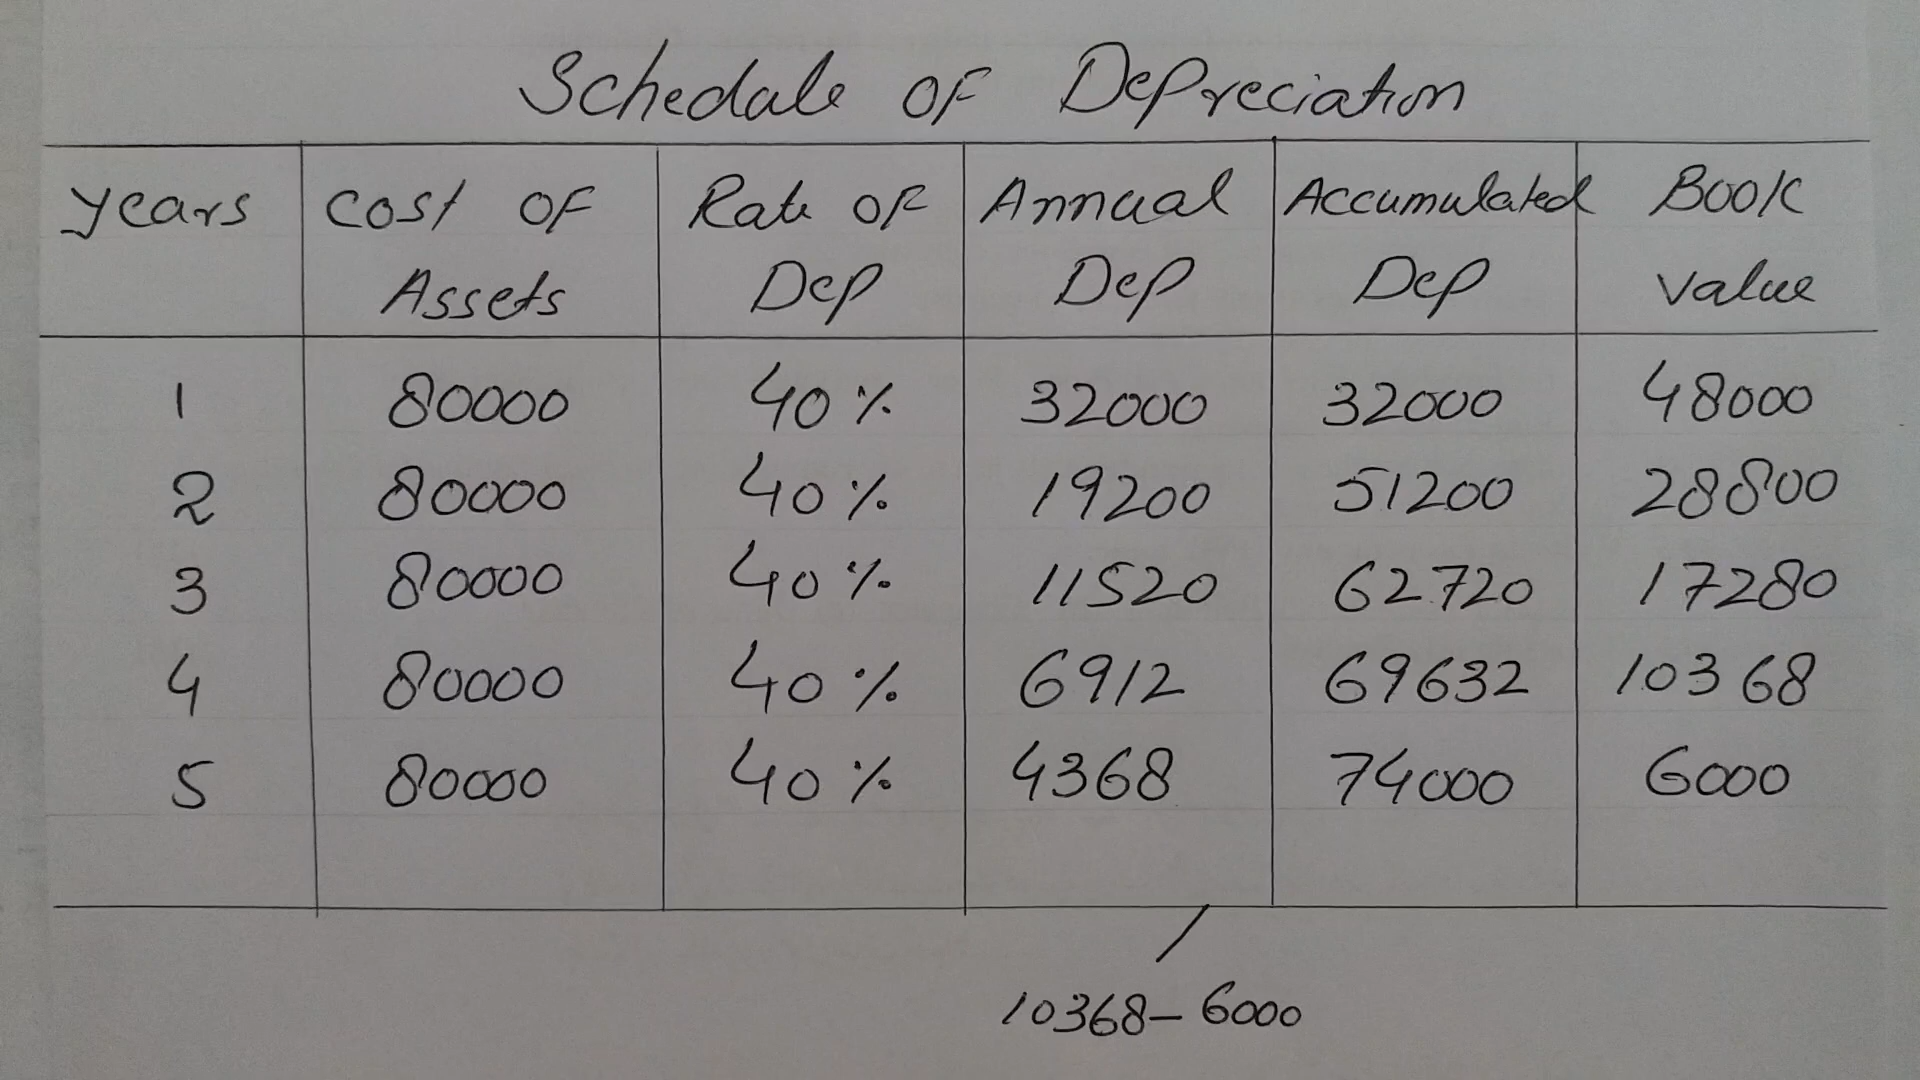 Schedule OF Depreciation
years cost OF Assets Rate OF Dep Annual Dep Accumulated Dep Book value
1 80000 40% 32000 32000 48000
2 80000 40% 19200 51200 28800
3 80000 40% 11520 62720 17280
4 80000 40% 6912 69632 10368
5 80000 40% 4368 74000 6000
10368-6000